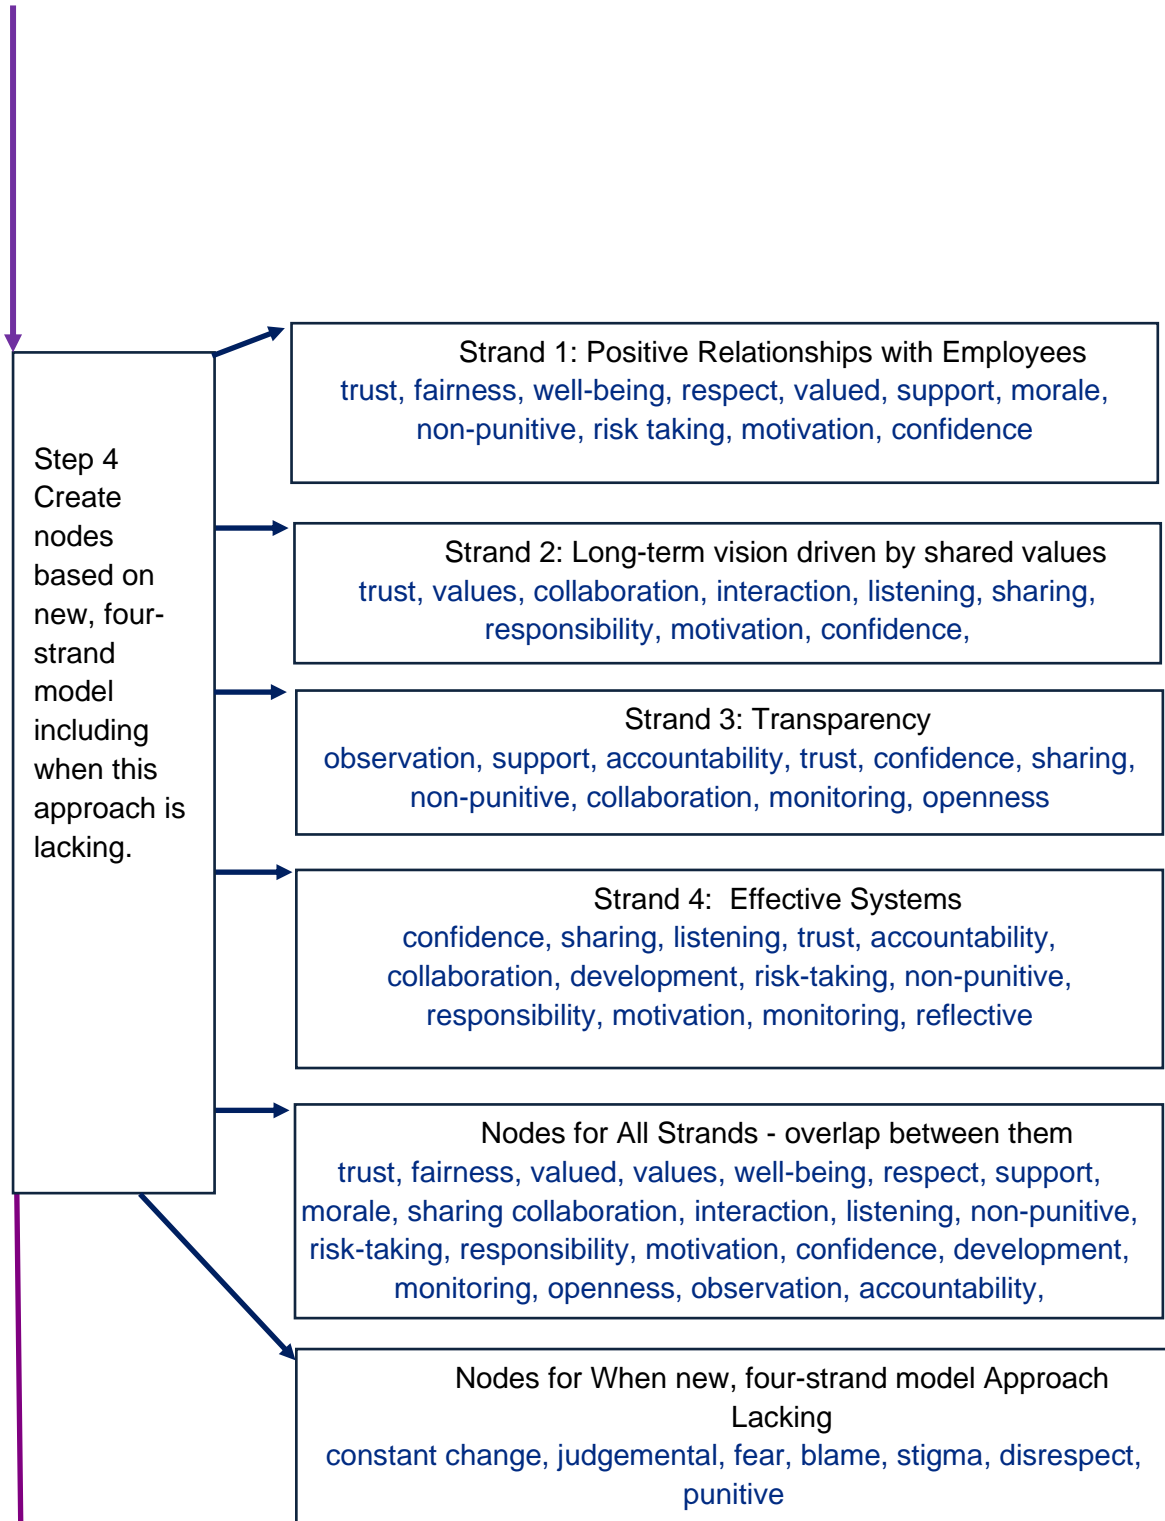 Step 4
Create
nodes
based on
new, four-
strand
model
including
when this
approach is
lacking.
Strand 1: Positive Relationships with Employees
trust, fairness, well-being, respect, valued, support, morale,
non-punitive, risk taking, motivation, confidence
Strand 2: Long-term vision driven by shared values
trust, values, collaboration, interaction, listening, sharing,
responsibility, motivation, confidence,
Strand 3: Transparency
observation, support, accountability, trust, confidence, sharing,
non-punitive, collaboration, monitoring, openness
Strand 4:  Effective Systems
confidence, sharing, listening, trust, accountability,
collaboration, development, risk-taking, non-punitive,
responsibility, motivation, monitoring, reflective
Nodes for All Strands - overlap between them
trust, fairness, valued, values, well-being, respect, support,
morale, sharing collaboration, interaction, listening, non-punitive,
risk-taking, responsibility, motivation, confidence, development,
monitoring, openness, observation, accountability,
Nodes for When new, four-strand model Approach
Lacking
constant change, judgemental, fear, blame, stigma, disrespect,
punitive